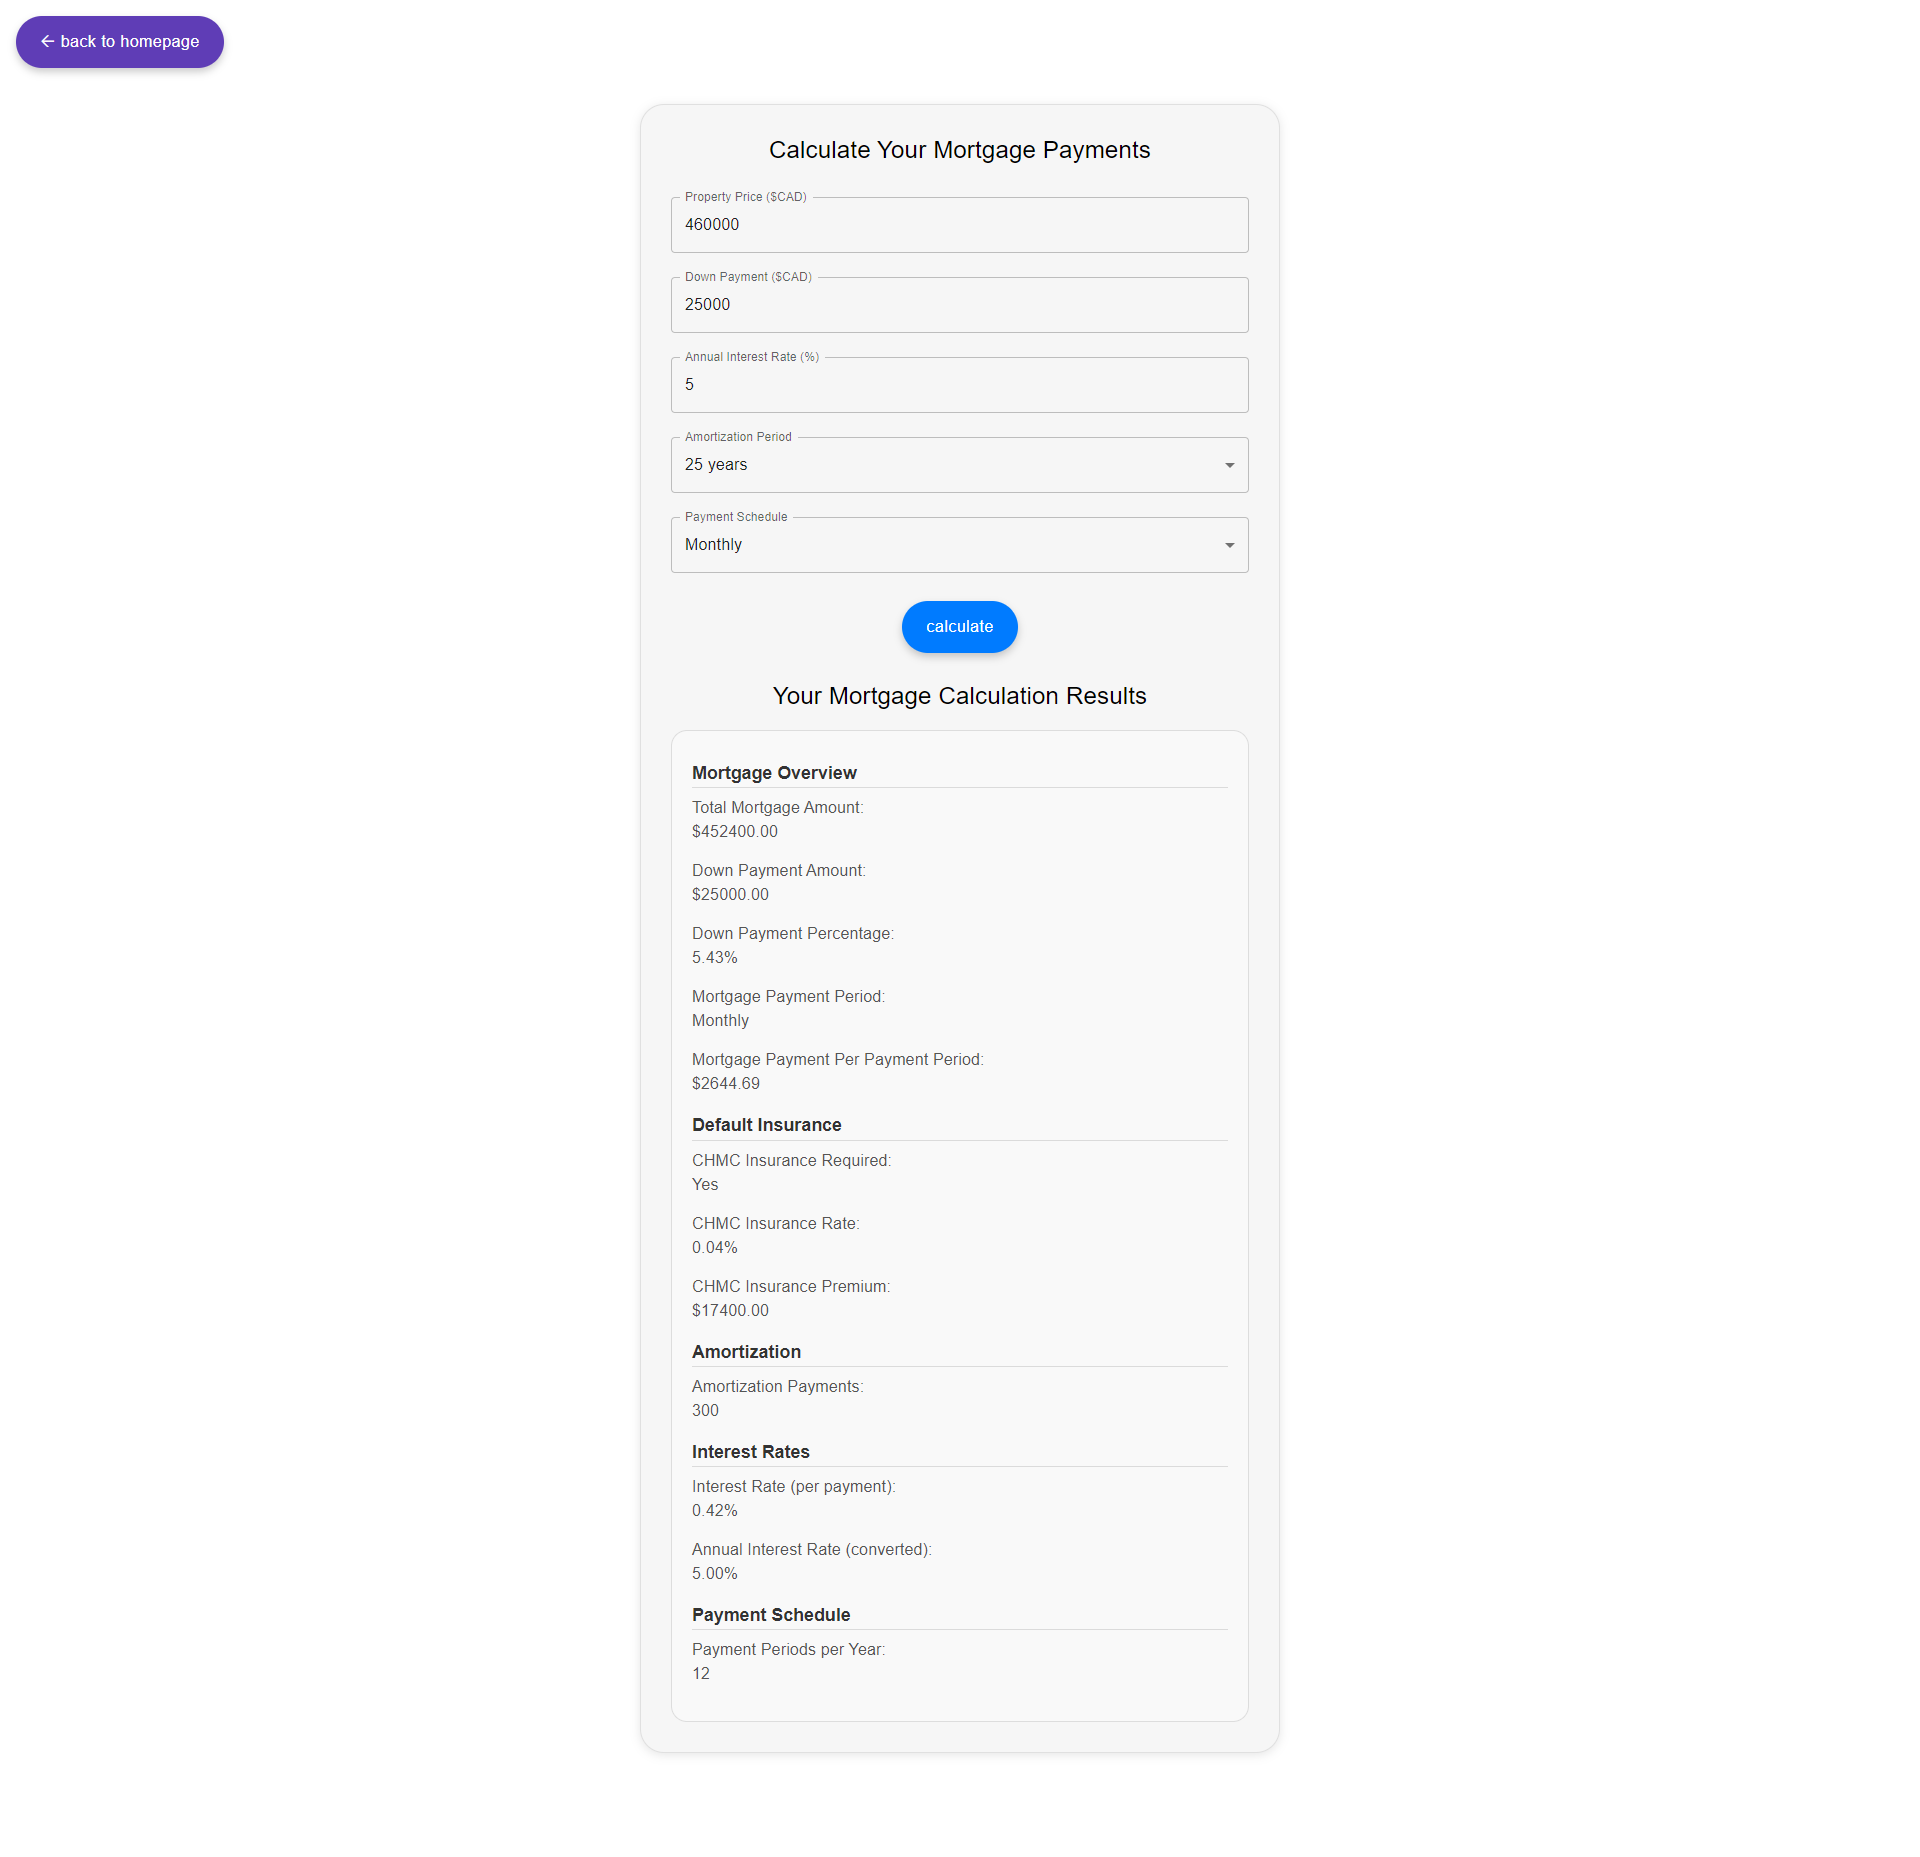 ← back to homepage
Calculate Your Mortgage Payments
Property Price ($CAD)
460000
Down Payment ($CAD)
25000
Annual Interest Rate (%)
5
Amortization Period
25 years
Payment Schedule
Monthly
calculate
Your Mortgage Calculation Results
Mortgage Overview
Total Mortgage Amount:
$452400.00
Down Payment Amount:
$25000.00
Down Payment Percentage:
5.43%
Mortgage Payment Period:
Monthly
Mortgage Payment Per Payment Period:
$2644.69
Default Insurance
CHMC Insurance Required:
Yes
CHMC Insurance Rate:
0.04%
CHMC Insurance Premium:
$17400.00
Amortization
Amortization Payments:
300
Interest Rates
Interest Rate (per payment):
0.42%
Annual Interest Rate (converted):
5.00%
Payment Schedule
Payment Periods per Year:
12